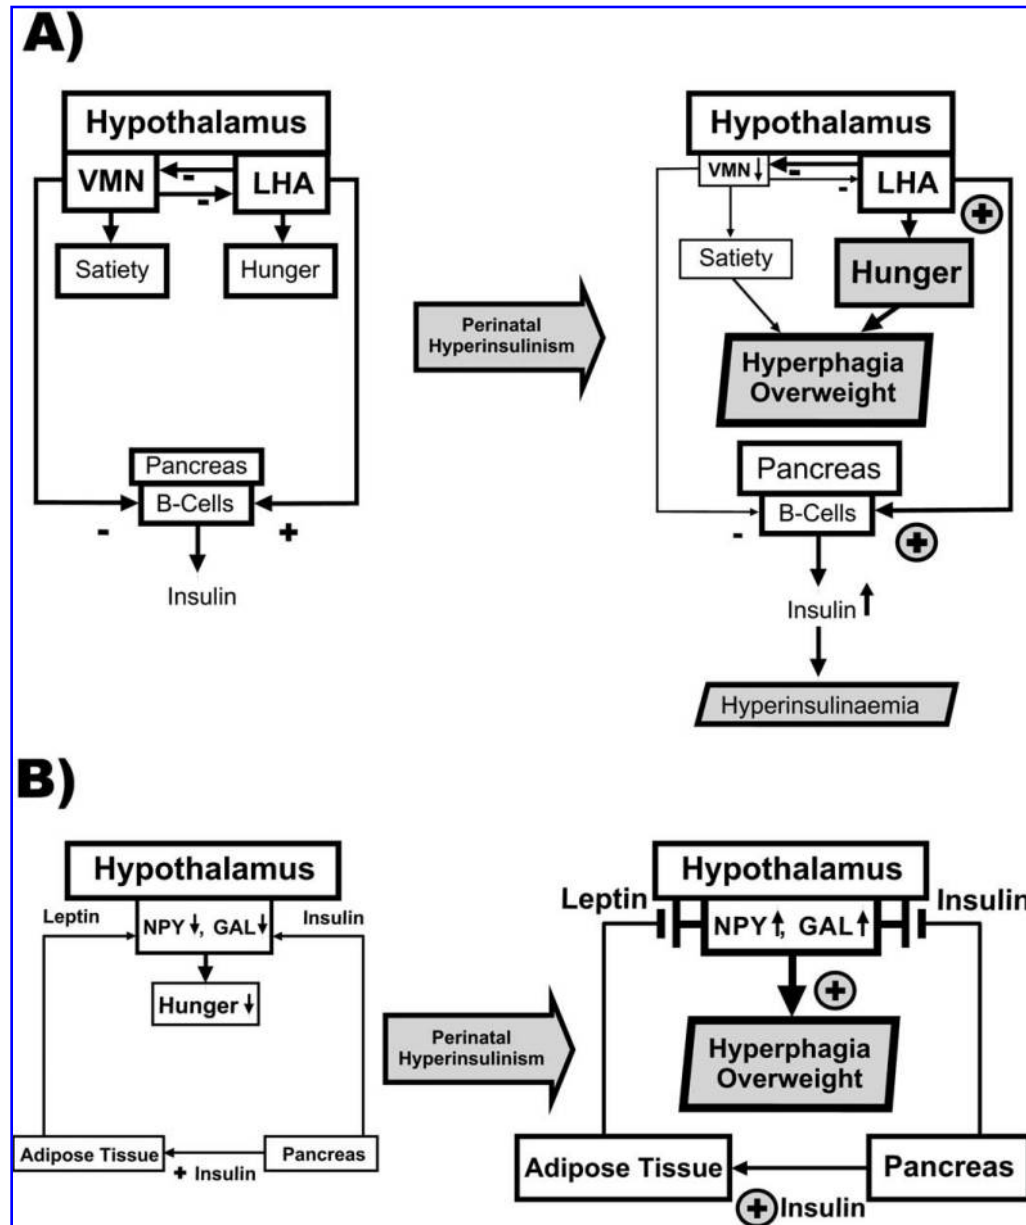 A)
Hypothalamus
VMN
-
-
LHA
Satiety
Hunger
Pancreas
B-Cells
-
+
Insulin
Perinatal
Hyperinsulinism
Hypothalamus
VMN ↓
-
-
LHA
+
Satiety
Hunger
Hyperphagia
Overweight
Pancreas
B-Cells
-
+
Insulin ↑
Hyperinsulinaemia
B)
Hypothalamus
Leptin
Insulin
NPY ↓, GAL ↓
Hunger ↓
Adipose Tissue
+ Insulin
Pancreas
Perinatal
Hyperinsulinism
Hypothalamus
Leptin
Insulin
NPY ↑, GAL ↑
+
Hyperphagia
Overweight
Adipose Tissue
+ Insulin
Pancreas